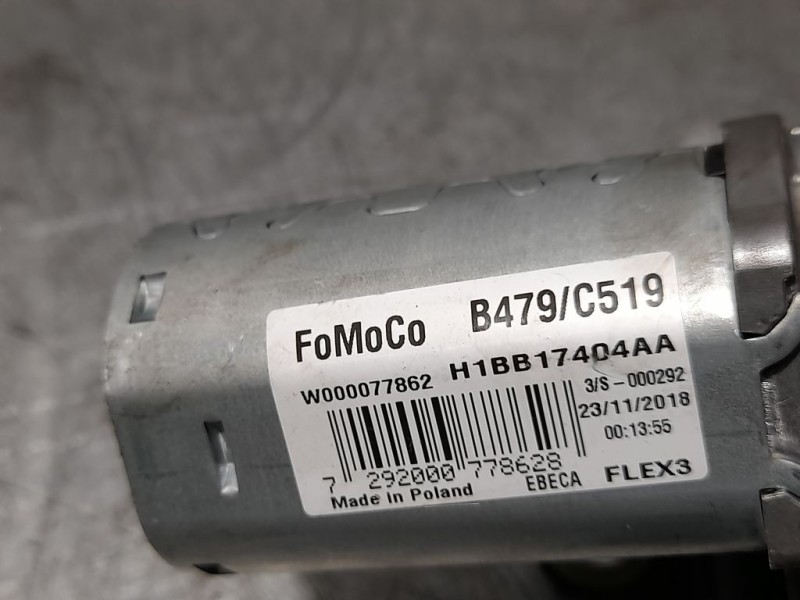 FoMoCo B479/C519
W000077862 H1BB17404AA
3/S-000292
23/11/2018
00:13:55
7 292000 778628
Made in Poland EBECA FLEX3